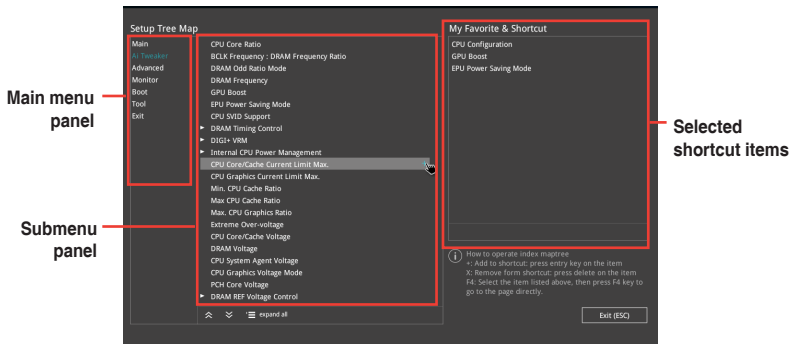 Setup Tree Map
Main
AI Tweaker
Advanced
Monitor
Boot
Tool
Exit
CPU Core Ratio
BCLK Frequency : DRAM Frequency Ratio
DRAM Odd Ratio Mode
DRAM Frequency
GPU Boost
EPU Power Saving Mode
CPU SVID Support
DRAM Timing Control
DIGI+ VRM
Internal CPU Power Management
CPU Core/Cache Current Limit Max.
CPU Graphics Current Limit Max.
Min. CPU Cache Ratio
Max CPU Cache Ratio
Max. CPU Graphics Ratio
Extreme Over-voltage
CPU Core/Cache Voltage
DRAM Voltage
CPU System Agent Voltage
CPU Graphics Voltage Mode
PCH Core Voltage
DRAM REF Voltage Control
expand all
My Favorite & Shortcut
CPU Configuration
GPU Boost
EPU Power Saving Mode
How to operate index maptree
+: Add to shortcut: press entry key on the item
X: Remove form shortcut: press delete on the item
F4: Select the item listed above, then press F4 key to
go to the page directly.
Exit (ESC)
Main menu
panel
Submenu
panel
Selected
shortcut items